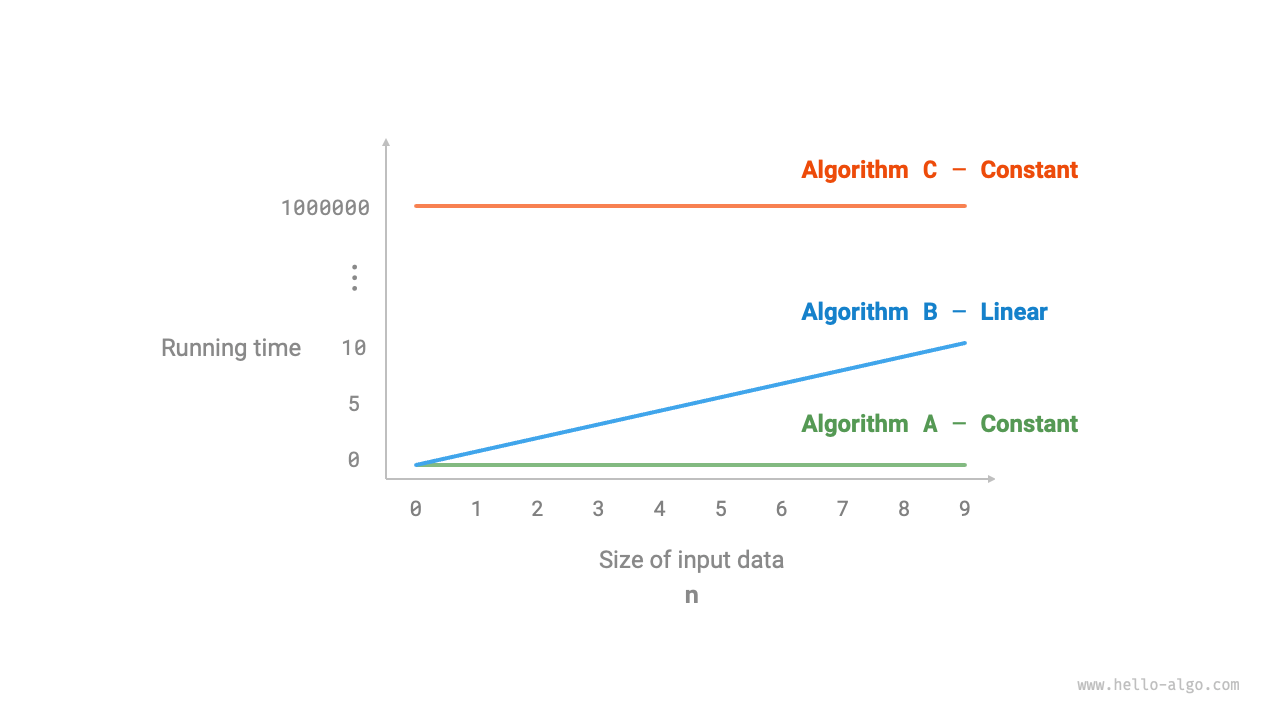 Algorithm C – Constant
1000000
⋮
Algorithm B – Linear
Running time 10
5
Algorithm A – Constant
0
0 1 2 3 4 5 6 7 8 9
Size of input data
n
www.hello-algo.com